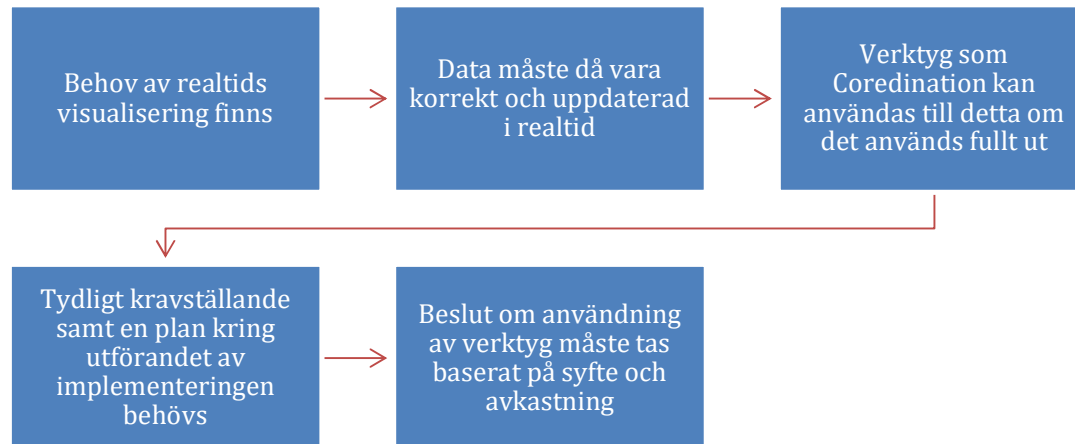 Behov av realtids
visualisering finns
Data måste då vara
korrekt och uppdaterad
i realtid
Verktyg som
Coredination kan
användas till detta om
det används fullt ut
Tydligt kravställande
samt en plan kring
utförandet av
implementeringen
behövs
Beslut om användning
av verktyg måste tas
baserat på syfte och
avkastning